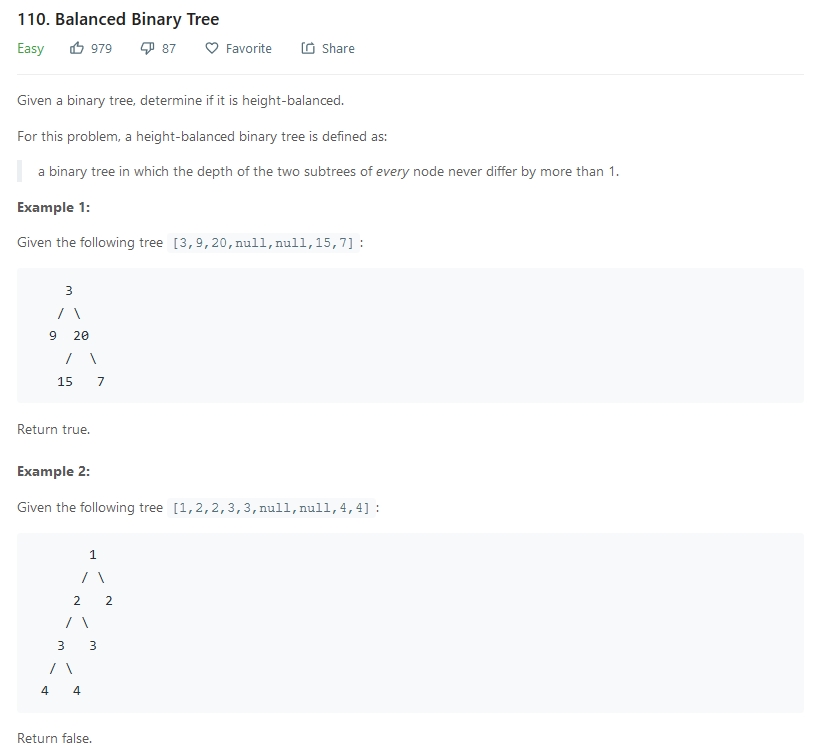 110. Balanced Binary Tree
Easy 979 87 Favorite Share
Given a binary tree, determine if it is height-balanced.
For this problem, a height-balanced binary tree is defined as:
a binary tree in which the depth of the two subtrees of every node never differ by more than 1.
Example 1:
Given the following tree [3,9,20,null,null,15,7]:
3
/ \
9 20
/ \
15 7
Return true.
Example 2:
Given the following tree [1,2,2,3,3,null,null,4,4]:
1
/ \
2 2
/ \
3 3
/ \
4 4
Return false.